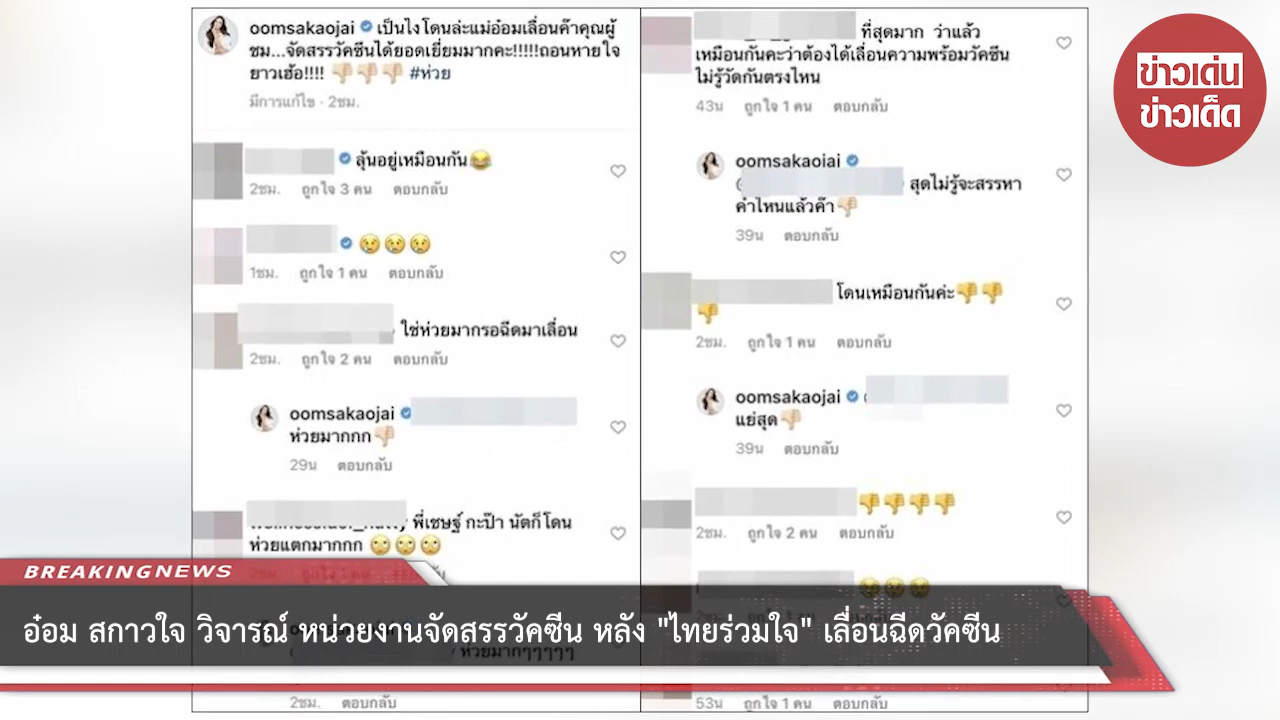 oomsakaojai เป็นไงโดนล่ะแม่อ๋อมเลื่อนค๊าคุณผู้
ชม...จัดสรรวัคซีนได้ยอดเยี่ยมมากคะ!!!!!ถอนหายใจ
ยาวเฮ้อ!!!! 👎🏻👎🏻👎🏻 #ห่วย
มีการแก้ไข · 2ชม.
ลุ้นอยู่เหมือนกัน😂
2ชม. ถูกใจ 3 คน ตอบกลับ
😢😢😢
1ชม. ถูกใจ 1 คน ตอบกลับ
ใช่ห่วยมากรอฉีดมาเลื่อน
2ชม. ถูกใจ 2 คน ตอบกลับ
oomsakaojai
ห่วยมากกก👎🏻
29น ตอบกลับ
พี่เชษฐ์ กะป๊า นัตก็โดน
ห่วยแตกมากกก 🙄🙄🙄
ห่วยมากๆๆๆๆๆ
2ชม. ตอบกลับ
ที่สุดมาก ว่าแล้ว
เหมือนกันคะว่าต้องได้เลื่อนความพร้อมวัคซีน
ไม่รู้วัดกันตรงไหน
43น ถูกใจ 1 คน ตอบกลับ
oomsakaojai
สุดไม่รู้จะสรรหา
คำไหนแล้วค๊า👎🏻
39น ตอบกลับ
โดนเหมือนกันค่ะ👎👎
👎
2ชม. ถูกใจ 1 คน ตอบกลับ
oomsakaojai
แย่สุด👎🏻
39น ตอบกลับ
👎👎👎👎
2ชม. ถูกใจ 2 คน ตอบกลับ
😢😢😢
53น ถูกใจ 1 คน ตอบกลับ
ข่าวเด่น
ข่าวเด็ด
BREAKINGNEWS
อ๋อม สกาวใจ วิจารณ์ หน่วยงานจัดสรรวัคซีน หลัง "ไทยร่วมใจ" เลื่อนฉีดวัคซีน